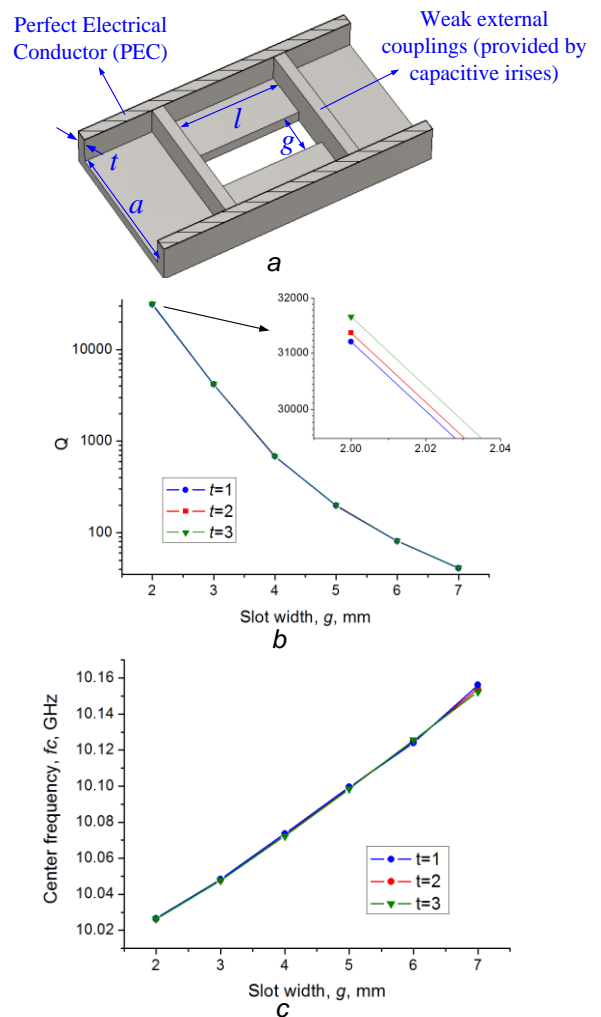 Perfect Electrical
Conductor (PEC)
Weak external
couplings (provided by
capacitive irises)
l
g
t
a
a
Q
10000
1000
100
2 3 4 5 6 7
Slot width, g, mm
t=1
t=2
t=3
32000
31000
30000
2.00 2.02 2.04
b
Center frequency, fc, GHz
10.16
10.14
10.12
10.10
10.08
10.06
10.04
10.02
2 3 4 5 6 7
Slot width, g, mm
t=1
t=2
t=3
c